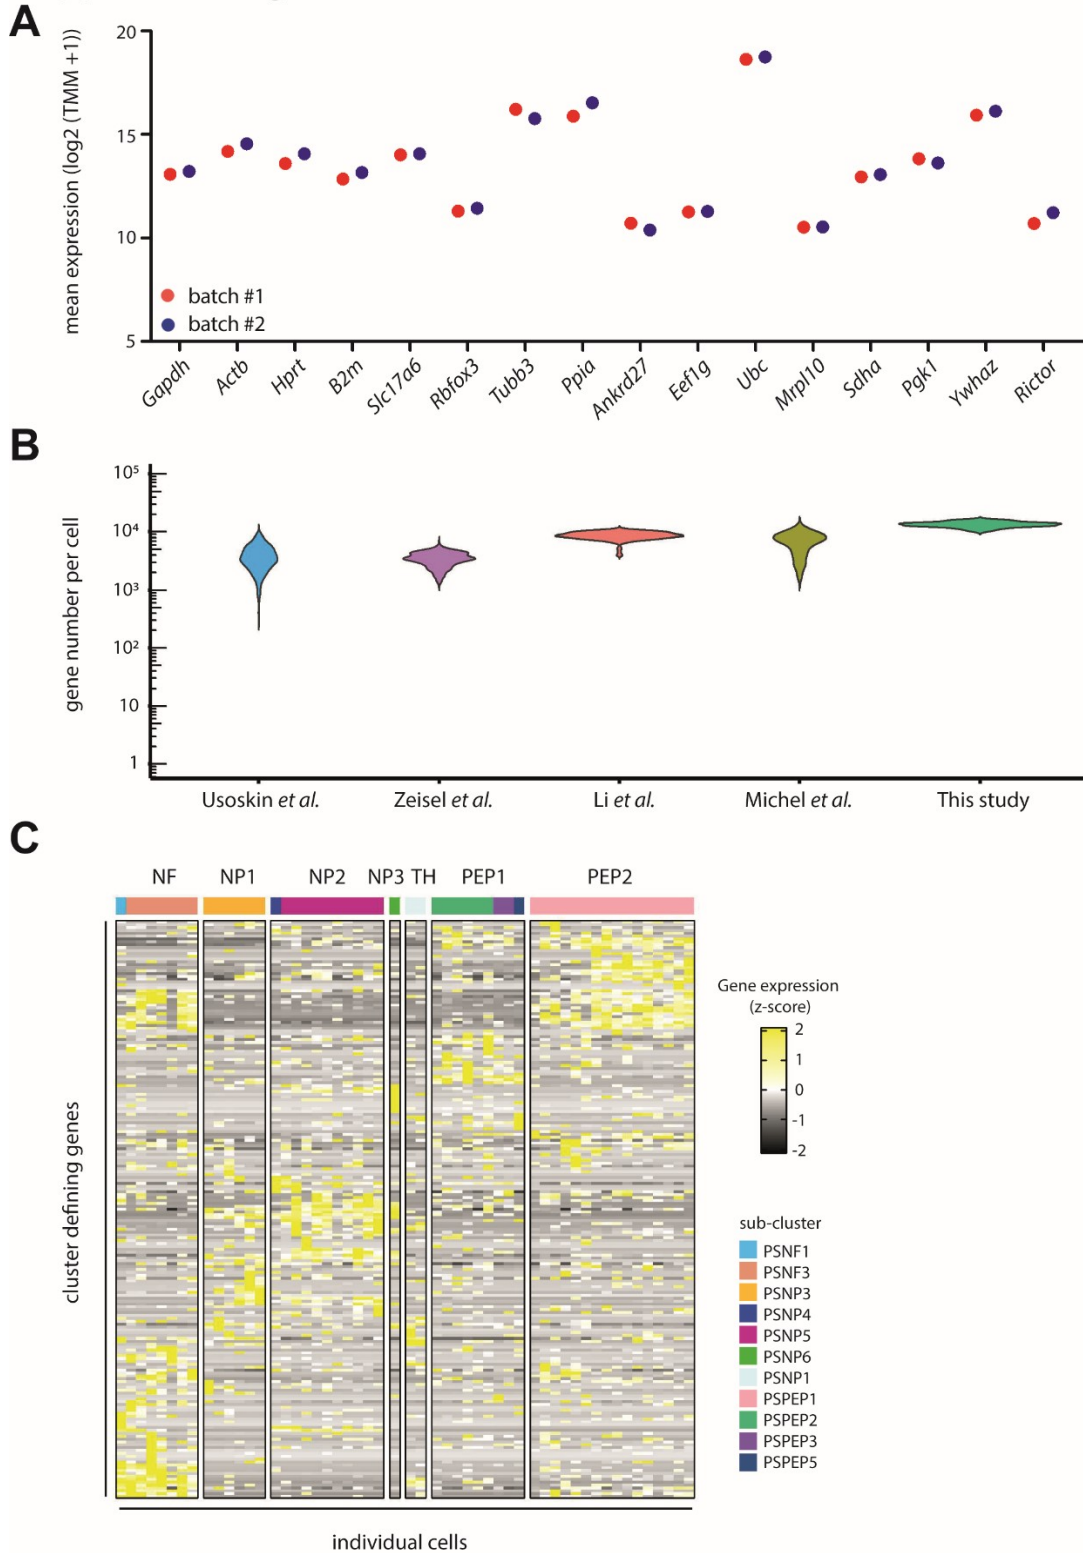 A
mean expression (log2 (TMM +1))
20
15
10
5
batch #1
batch #2
Gapdh
Actb
Hprt
B2m
Slc17a6
Rbfox3
Tubb3
Ppia
Ankrd27
Eef1g
Ubc
Mrpl10
Sdha
Pgk1
Ywhaz
Rictor
B
gene number per cell
10⁵
10⁴
10³
10²
10
1
Usoskin et al.
Zeisel et al.
Li et al.
Michel et al.
This study
C
NF NP1 NP2 NP3 TH PEP1 PEP2
cluster defining genes
individual cells
Gene expression
(z-score)
2
1
0
-1
-2
sub-cluster
PSNF1
PSNF3
PSNP3
PSNP4
PSNP5
PSNP6
PSNP1
PSPEP1
PSPEP2
PSPEP3
PSPEP5